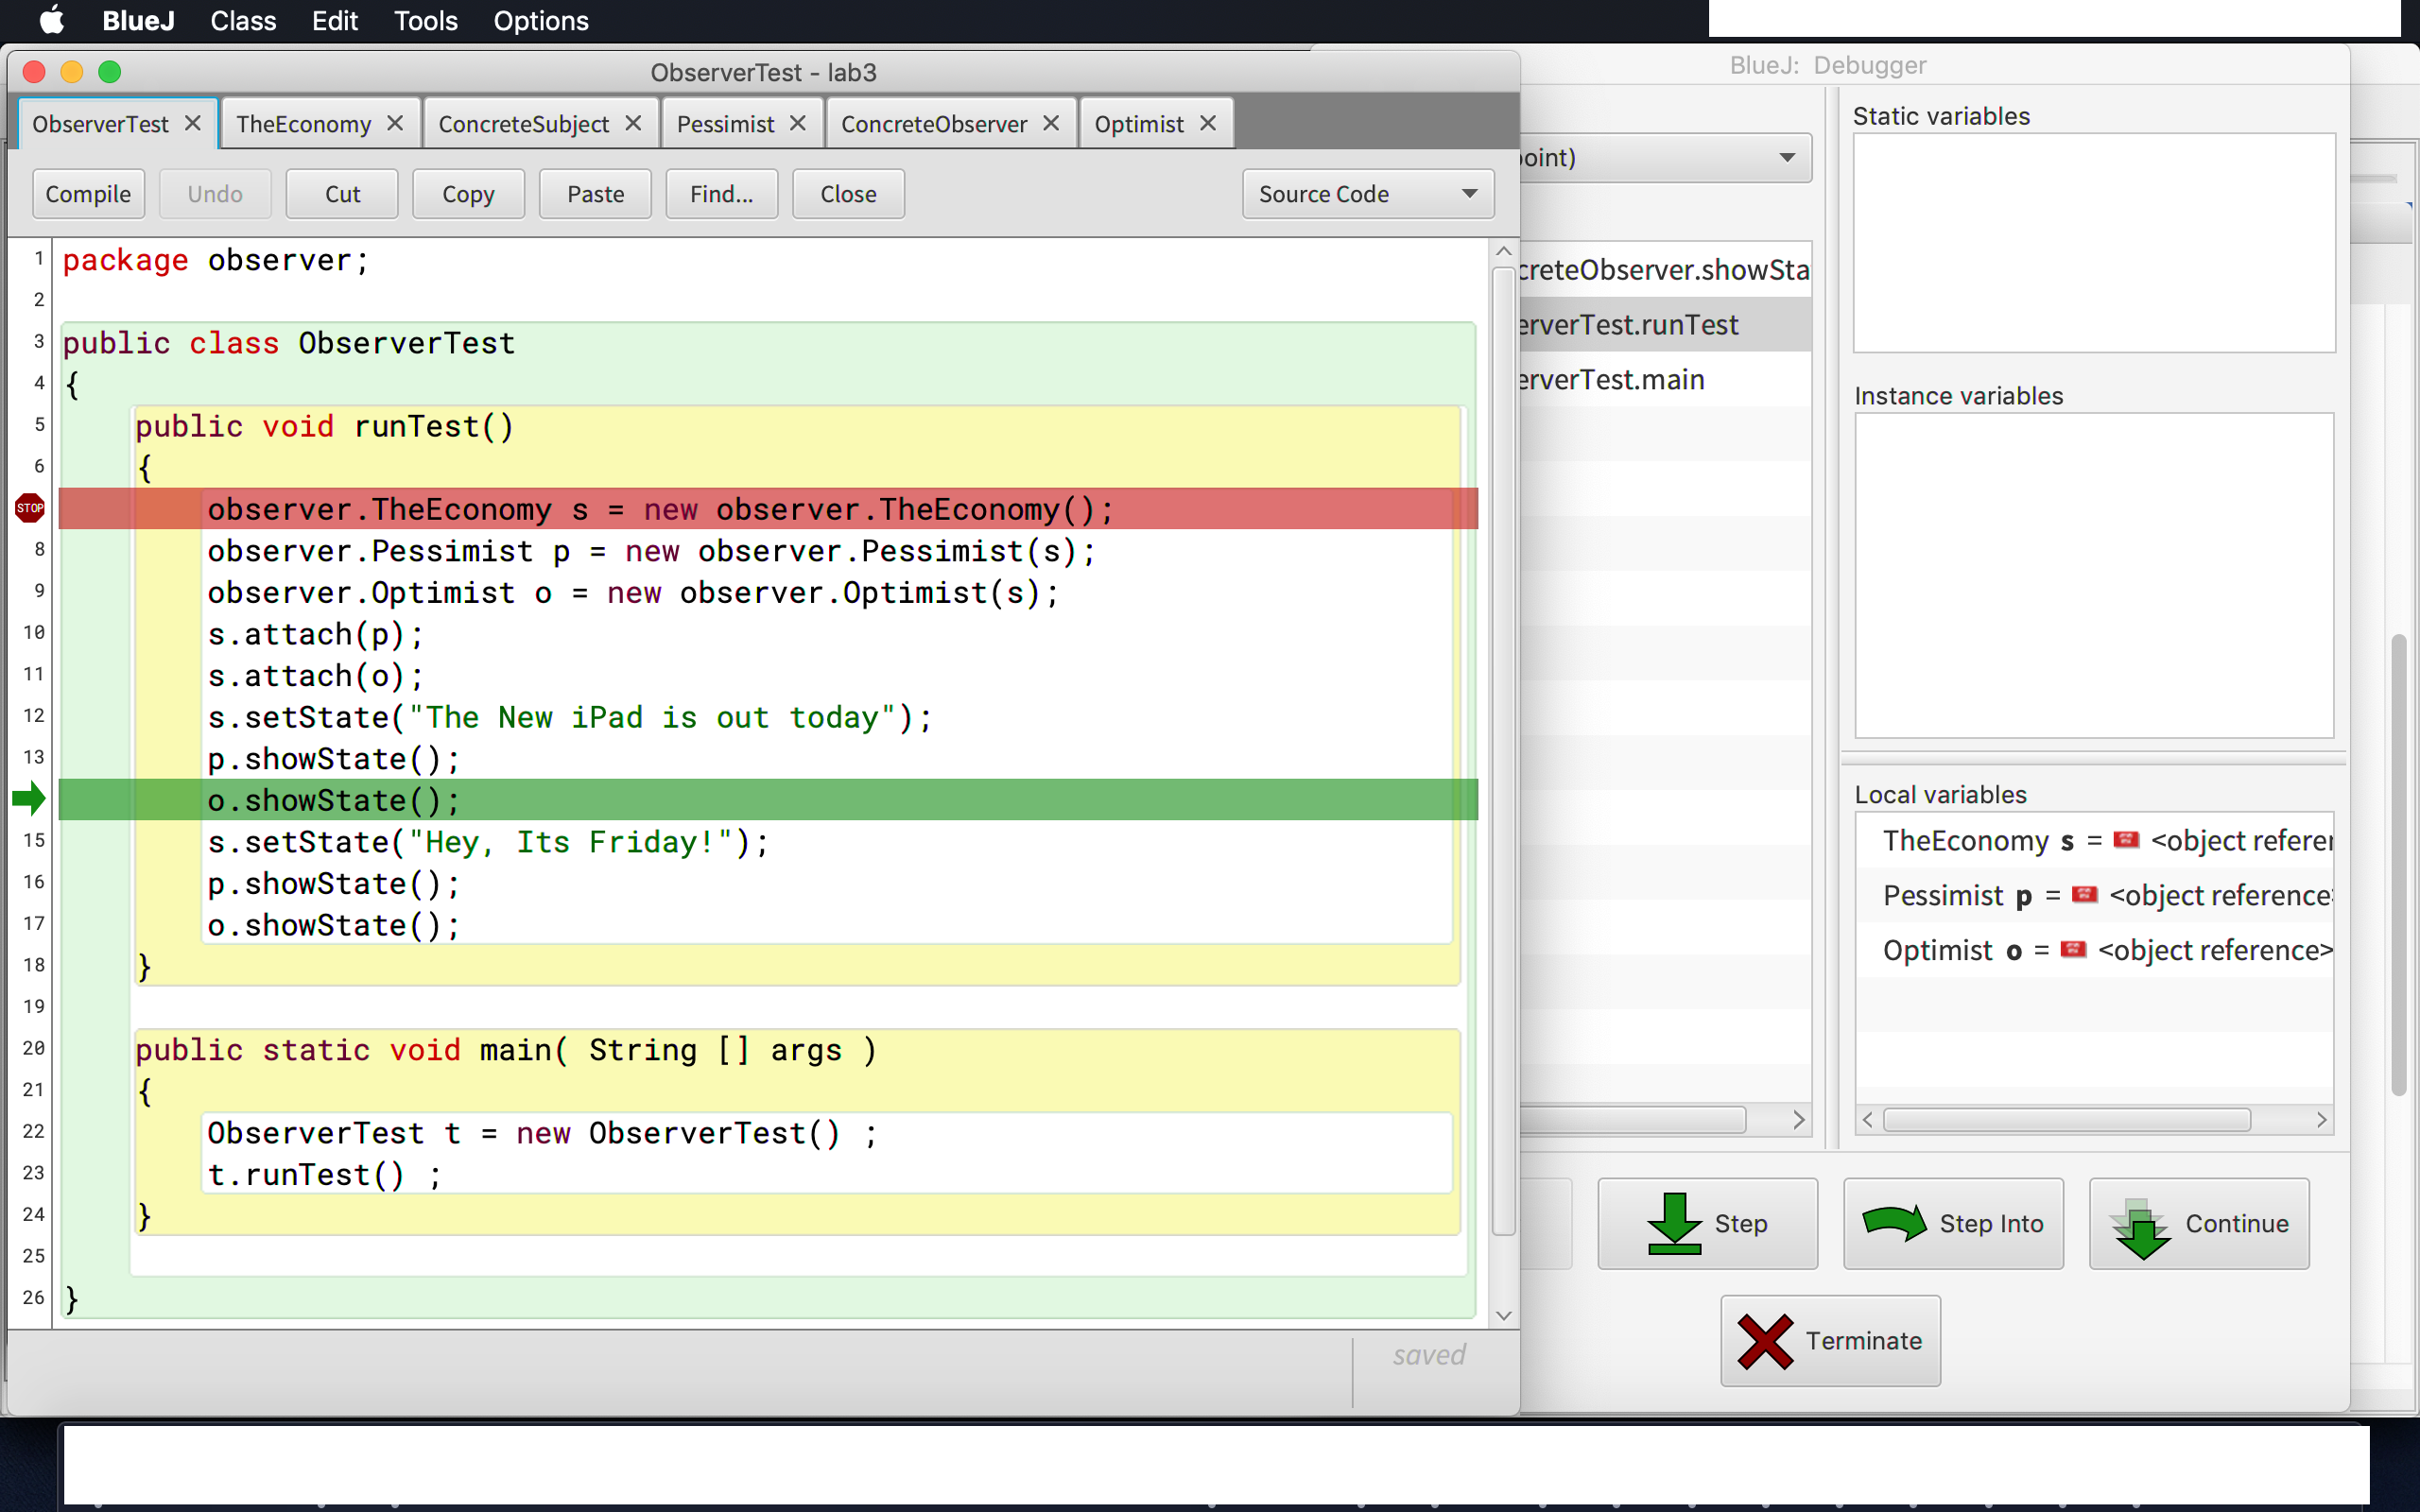 BlueJ Class Edit Tools Options
ObserverTest - lab3
ObserverTest TheEconomy ConcreteSubject Pessimist ConcreteObserver Optimist
Compile Undo Cut Copy Paste Find... Close Source Code
1 package observer;
2
3 public class ObserverTest
4 {
5 public void runTest()
6 {
STOP observer.TheEconomy s = new observer.TheEconomy();
8 observer.Pessimist p = new observer.Pessimist(s);
9 observer.Optimist o = new observer.Optimist(s);
10 s.attach(p);
11 s.attach(o);
12 s.setState("The New iPad is out today");
13 p.showState();
o.showState();
15 s.setState("Hey, Its Friday!");
16 p.showState();
17 o.showState();
18 }
19
20 public static void main( String [] args )
21 {
22 ObserverTest t = new ObserverTest() ;
23 t.runTest() ;
24 }
25
26 }
saved
BlueJ: Debugger
point)
creteObserver.showSta
erverTest.runTest
erverTest.main
Static variables
Instance variables
Local variables
TheEconomy s = <object referen
Pessimist p = <object reference>
Optimist o = <object reference>
Step Step Into Continue
Terminate